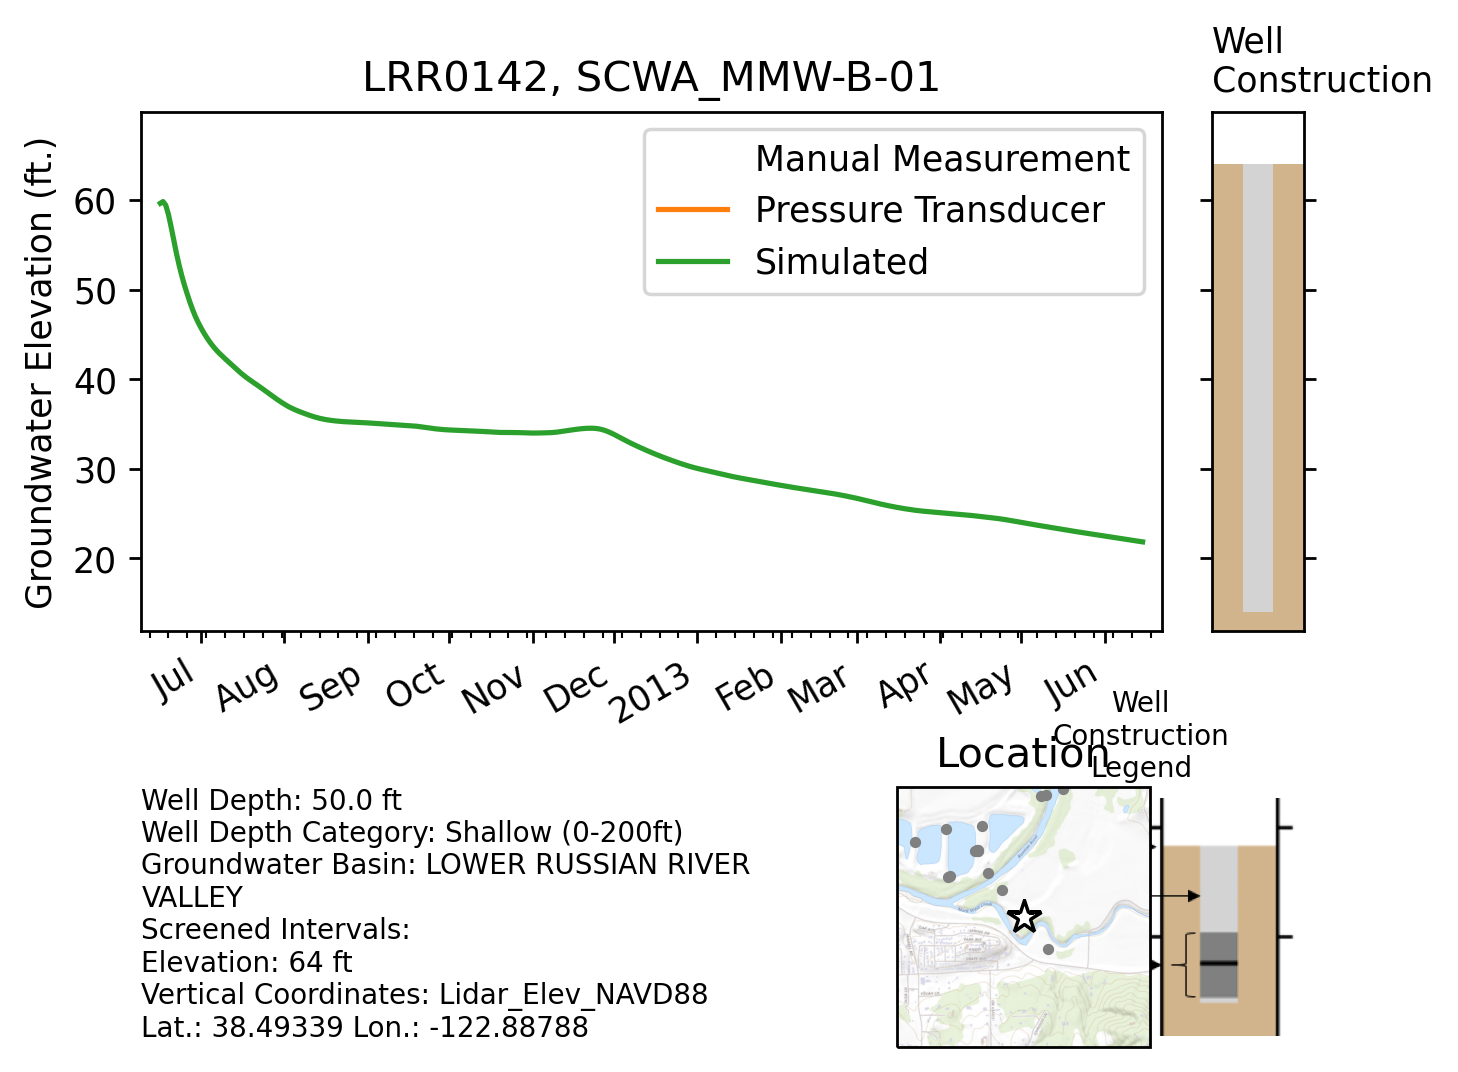 Well
Construction
LRR0142, SCWA_MMW-B-01
Manual Measurement
Pressure Transducer
Simulated
Groundwater Elevation (ft.)
60
50
40
30
20
Jul
Aug
Sep
Oct
Nov
Dec
2013
Feb
Mar
Apr
May
Jun
Well
Construction
Legend
Location
Well Depth: 50.0 ft
Well Depth Category: Shallow (0-200ft)
Groundwater Basin: LOWER RUSSIAN RIVER
VALLEY
Screened Intervals:
Elevation: 64 ft
Vertical Coordinates: Lidar_Elev_NAVD88
Lat.: 38.49339 Lon.: -122.88788